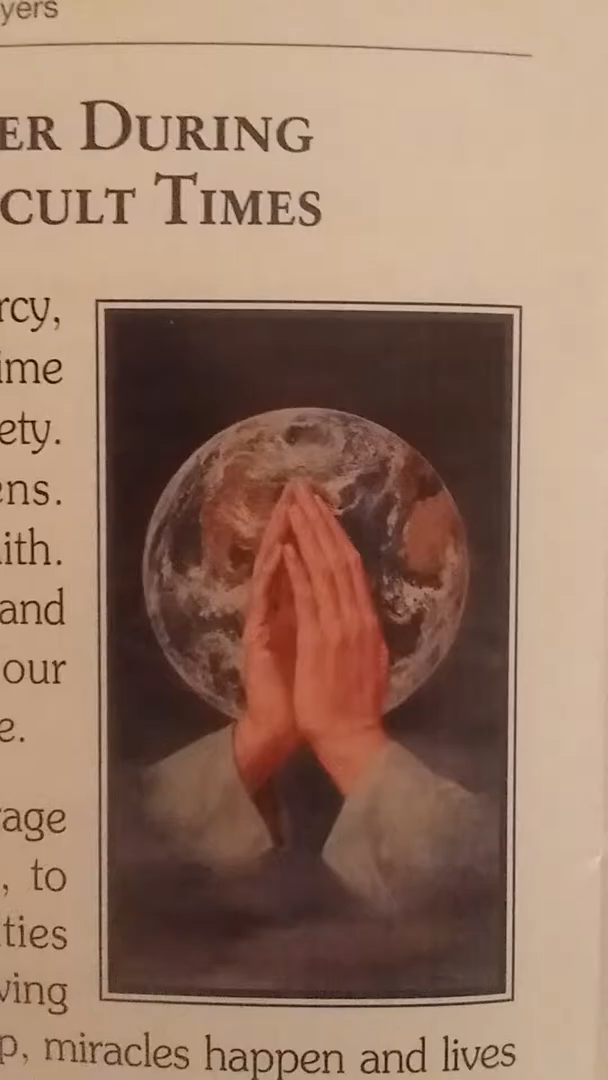 yers
ER DURING
CULT TIMES
rcy,
ime
ety.
ens.
ith.
and
our
e.
rage
, to
ties
ving
p, miracles happen and lives